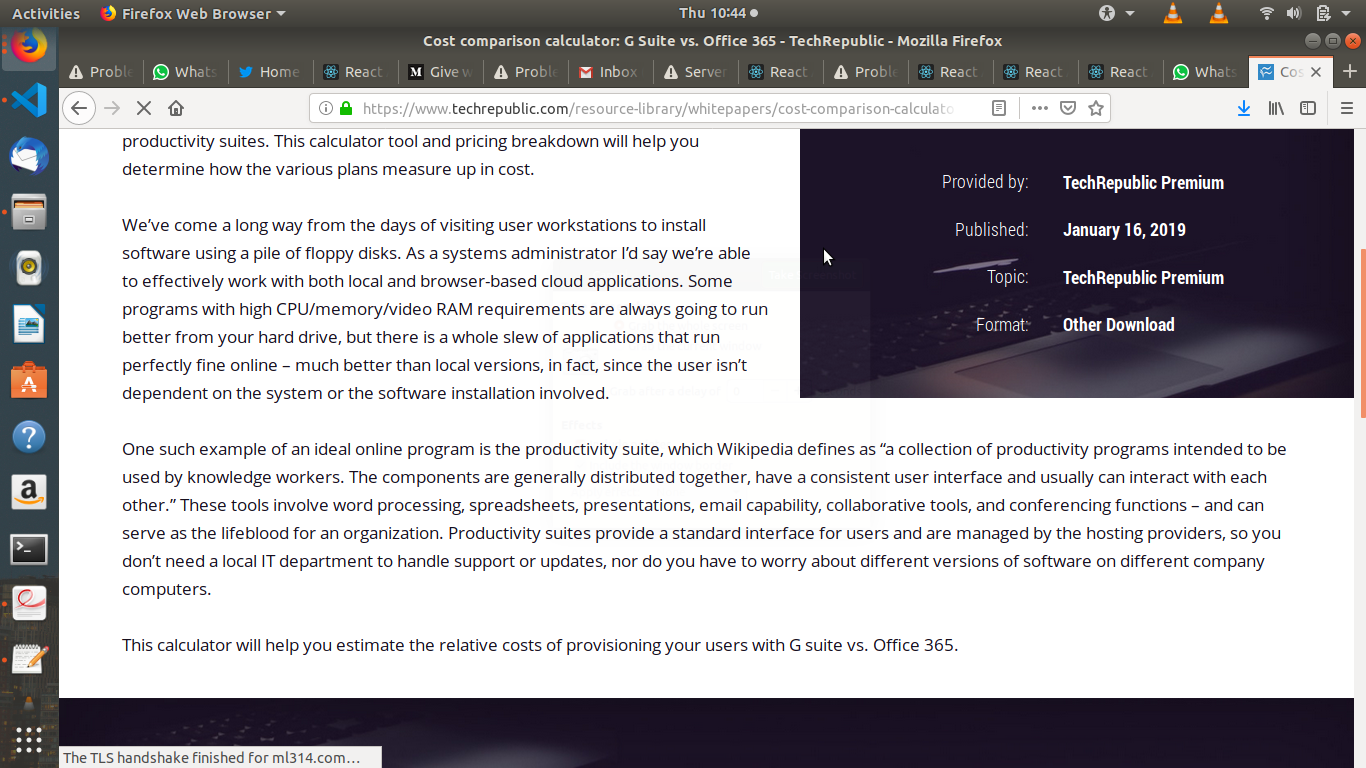 Activities
Firefox Web Browser
Thu 10:44
Cost comparison calculator: G Suite vs. Office 365 - TechRepublic - Mozilla Firefox
Proble
Whats
Home
React
Give w
Proble
Inbox
Server
React
Proble
React
React
React
Whats
Cos
https://www.techrepublic.com/resource-library/whitepapers/cost-comparison-calculato
productivity suites. This calculator tool and pricing breakdown will help you
determine how the various plans measure up in cost.
We’ve come a long way from the days of visiting user workstations to install
software using a pile of floppy disks. As a systems administrator I’d say we’re able
to effectively work with both local and browser-based cloud applications. Some
programs with high CPU/memory/video RAM requirements are always going to run
better from your hard drive, but there is a whole slew of applications that run
perfectly fine online – much better than local versions, in fact, since the user isn’t
dependent on the system or the software installation involved.
Provided by: TechRepublic Premium
Published: January 16, 2019
Topic: TechRepublic Premium
Format: Other Download
Effects
One such example of an ideal online program is the productivity suite, which Wikipedia defines as “a collection of productivity programs intended to be
used by knowledge workers. The components are generally distributed together, have a consistent user interface and usually can interact with each
other.” These tools involve word processing, spreadsheets, presentations, email capability, collaborative tools, and conferencing functions – and can
serve as the lifeblood for an organization. Productivity suites provide a standard interface for users and are managed by the hosting providers, so you
don’t need a local IT department to handle support or updates, nor do you have to worry about different versions of software on different company
computers.
This calculator will help you estimate the relative costs of provisioning your users with G suite vs. Office 365.
The TLS handshake finished for ml314.com…